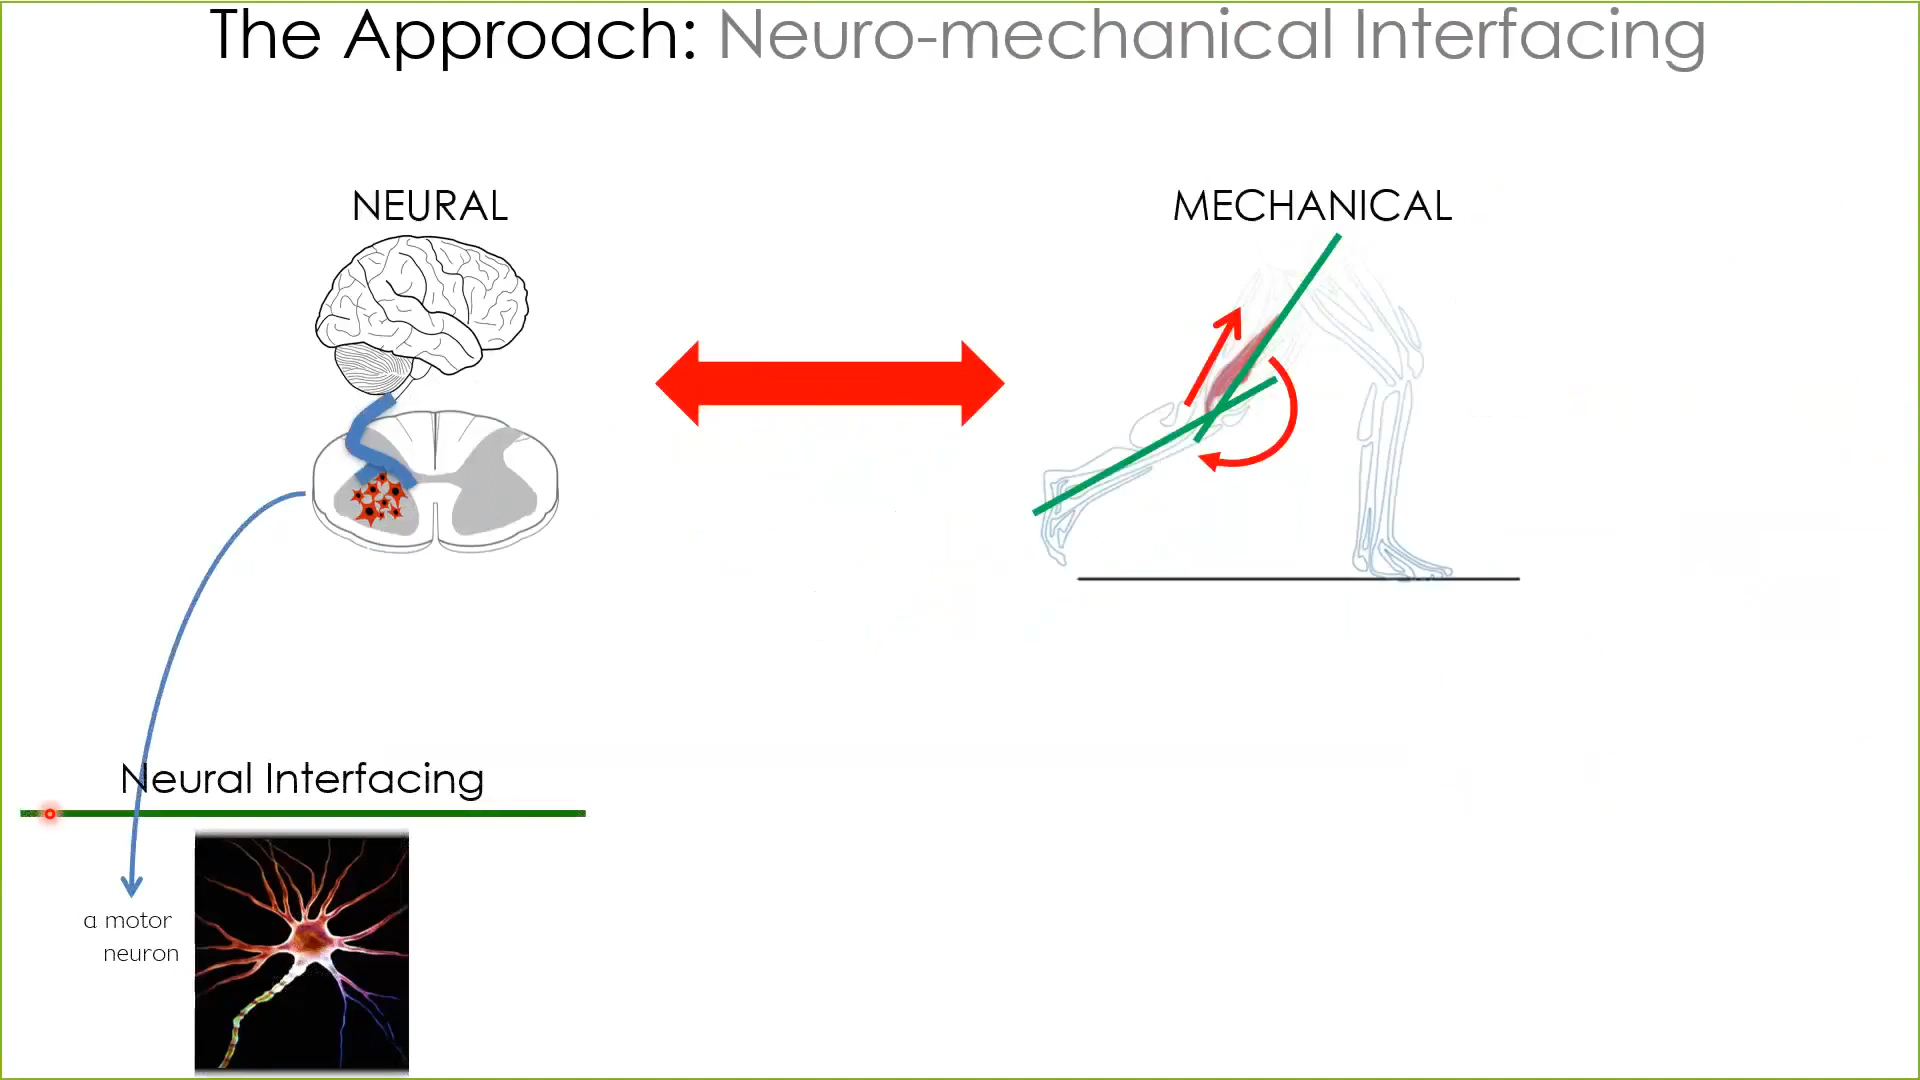 The Approach: Neuro-mechanical Interfacing
NEURAL
MECHANICAL
Neural Interfacing
a motor
neuron